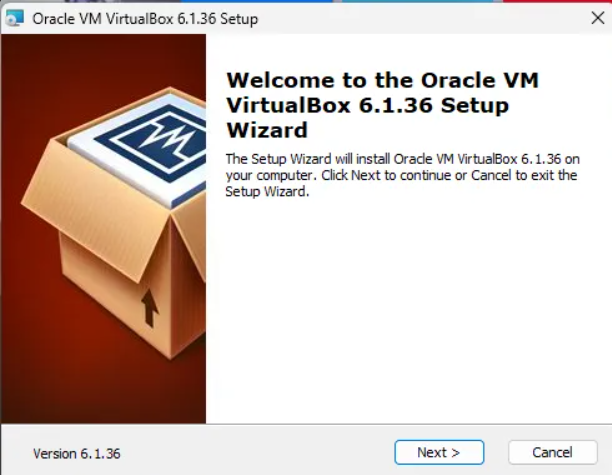 Oracle VM VirtualBox 6.1.36 Setup
Welcome to the Oracle VM
VirtualBox 6.1.36 Setup
Wizard
The Setup Wizard will install Oracle VM VirtualBox 6.1.36 on
your computer. Click Next to continue or Cancel to exit the
Setup Wizard.
Version 6.1.36
Next >
Cancel